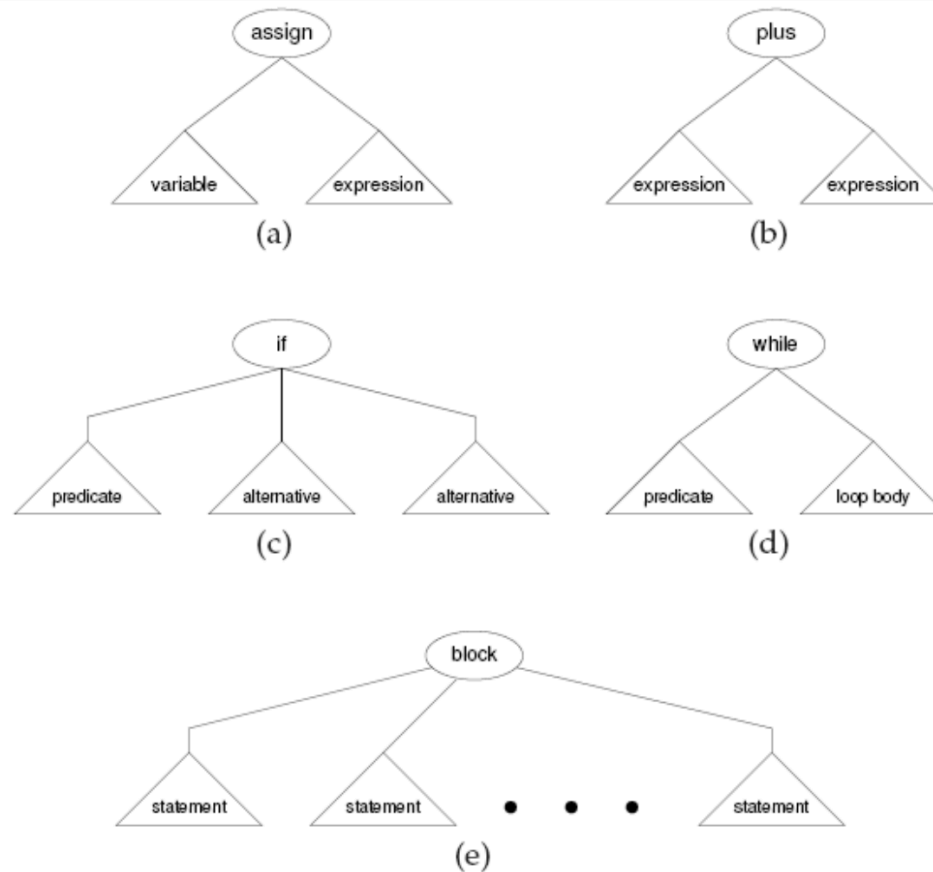 assign
plus
variable
expression
expression
expression
(a)
(b)
if
while
predicate
alternative
alternative
predicate
loop body
(c)
(d)
block
statement
statement
statement
(e)